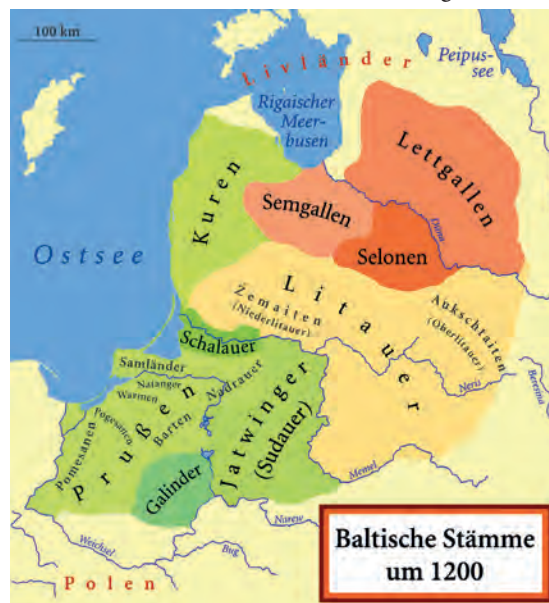 100 km
Livländer
Peipus-
see
Rigaischer
Meer-
busen
Lettgallen
Kuren
Semgallen
Düna
Selonen
Ostsee
Litauer
Zemaiten
(Niederlitauer)
Aukschtaiten
(Oberlitauer)
Schalauer
Samländer
Nadrauer
Neris
Beresina
Natanger
Warmen
Pogesanen
Barten
Prußen
Pomesanen
Jatwinger
(Sudauer)
Galinder
Memel
Narew
Weichsel
Bug
Polen
Baltische Stämme
um 1200